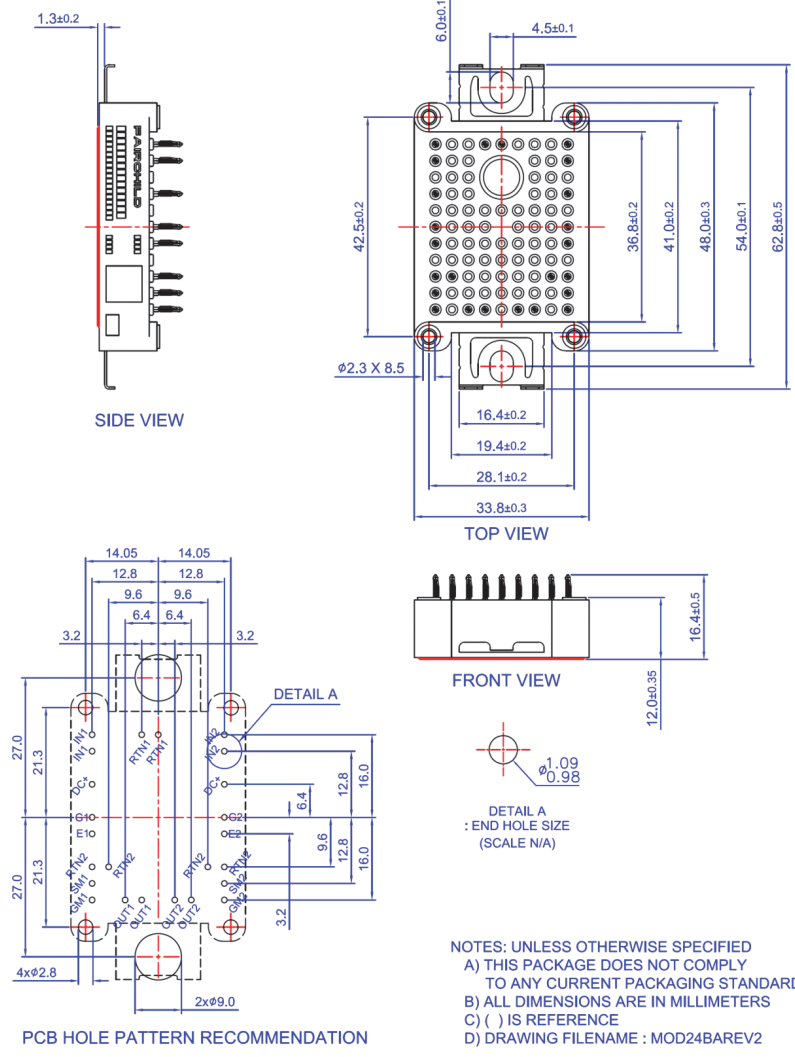 1.3±0.2
6.0±0.1
4.5±0.1
FAIRCHILD
42.5±0.2
36.8±0.2
41.0±0.2
48.0±0.3
54.0±0.1
62.8±0.5
ø2.3 X 8.5
16.4±0.2
19.4±0.2
28.1±0.2
33.8±0.3
SIDE VIEW
TOP VIEW
14.05 14.05
12.8 12.8
9.6 9.6
6.4 6.4
3.2 3.2
DETAIL A
27.0
21.3
IN1
IN1
RTN1
RTN1
IN2
IN2
DC+
DC+
G1
G2
E1
E2
RTN2
RTN2
RTN2
RTN2
SM1
SM2
GM1
GM2
OUT1
OUT1
OUT2
OUT2
6.4
12.8
16.0
9.6
12.8
16.0
3.2
27.0
21.3
4xø2.8
2xø9.0
PCB HOLE PATTERN RECOMMENDATION
16.4±0.5
12.0±0.35
FRONT VIEW
ø1.09
0.98
DETAIL A
: END HOLE SIZE
(SCALE N/A)
NOTES: UNLESS OTHERWISE SPECIFIED
A) THIS PACKAGE DOES NOT COMPLY
TO ANY CURRENT PACKAGING STANDARD
B) ALL DIMENSIONS ARE IN MILLIMETERS
C) ( ) IS REFERENCE
D) DRAWING FILENAME : MOD24BAREV2